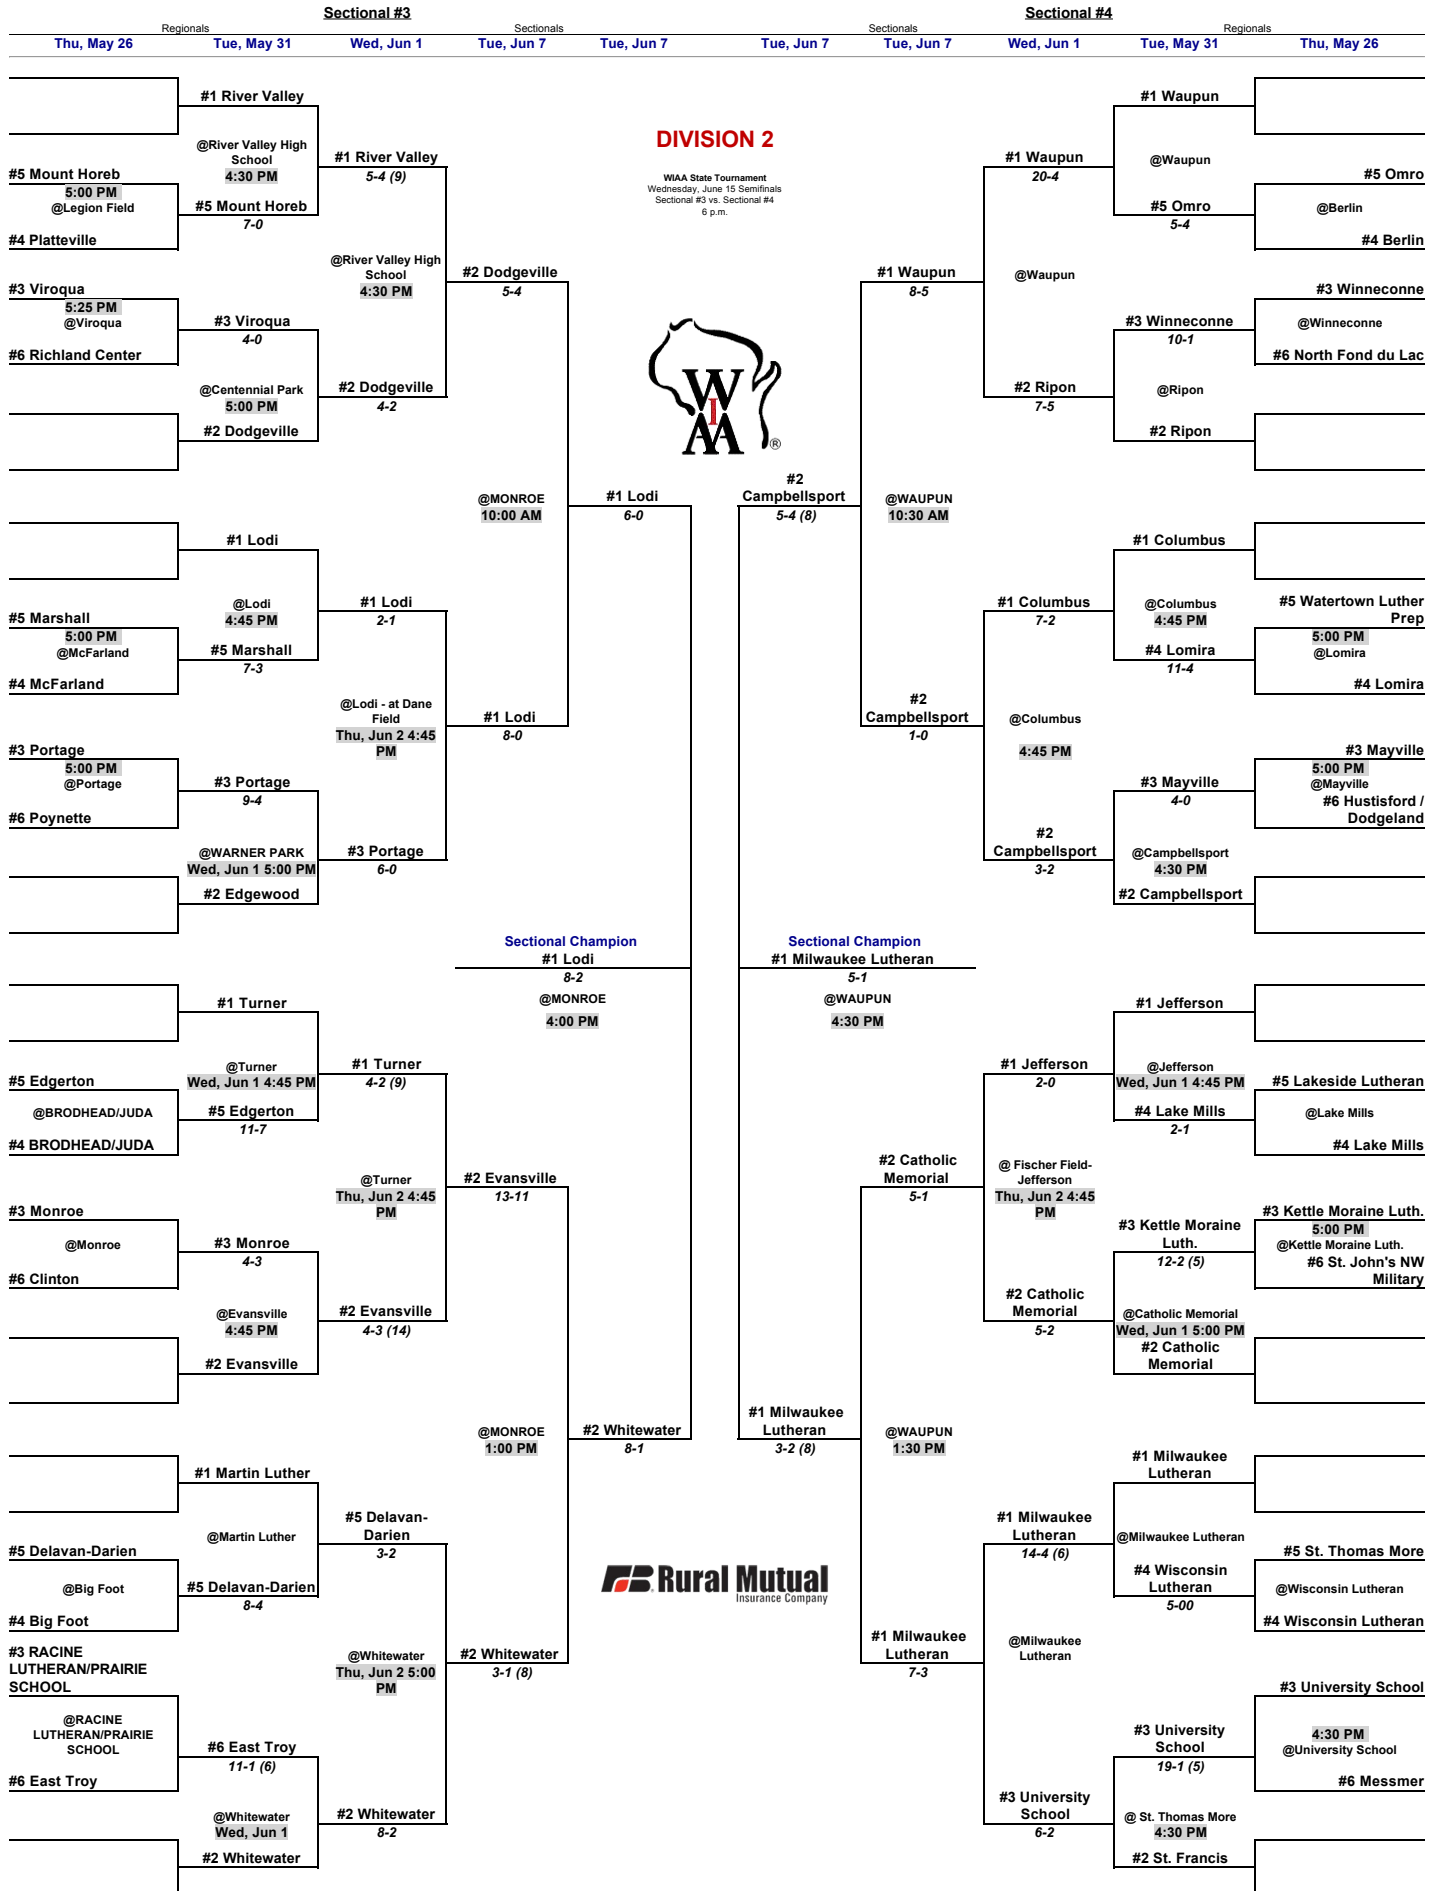 Sectional #3
Sectional #4
Regionals
Sectionals
Sectionals
Regionals
Thu, May 26
Tue, May 31
Wed, Jun 1
Tue, Jun 7
Tue, Jun 7
Tue, Jun 7
Tue, Jun 7
Wed, Jun 1
Tue, May 31
Thu, May 26
DIVISION 2
WIAA State Tournament
Wednesday, June 15 Semifinals
Sectional #3 vs. Sectional #4
6 p.m.
W
I
AA
®
#5 Mount Horeb
5:00 PM
@Legion Field
#4 Platteville
#3 Viroqua
5:25 PM
@Viroqua
#6 Richland Center
#5 Marshall
5:00 PM
@McFarland
#4 McFarland
#3 Portage
5:00 PM
@Portage
#6 Poynette
#5 Edgerton
@BRODHEAD/JUDA
#4 BRODHEAD/JUDA
#3 Monroe
@Monroe
#6 Clinton
#5 Delavan-Darien
@Big Foot
#4 Big Foot
#3 RACINE
LUTHERAN/PRAIRIE
SCHOOL
@RACINE
LUTHERAN/PRAIRIE
SCHOOL
#6 East Troy
#1 River Valley
@River Valley High
School
4:30 PM
#5 Mount Horeb
7-0
#3 Viroqua
4-0
@Centennial Park
5:00 PM
#2 Dodgeville
#1 Lodi
@Lodi
4:45 PM
#5 Marshall
7-3
#3 Portage
9-4
@WARNER PARK
Wed, Jun 1 5:00 PM
#2 Edgewood
#1 Turner
@Turner
Wed, Jun 1 4:45 PM
#5 Edgerton
11-7
#3 Monroe
4-3
@Evansville
4:45 PM
#2 Evansville
#1 Martin Luther
@Martin Luther
#5 Delavan-Darien
8-4
#6 East Troy
11-1 (6)
@Whitewater
Wed, Jun 1
#2 Whitewater
#1 River Valley
5-4 (9)
@River Valley High
School
4:30 PM
#2 Dodgeville
4-2
#1 Lodi
2-1
@Lodi - at Dane
Field
Thu, Jun 2 4:45
PM
#3 Portage
6-0
#1 Turner
4-2 (9)
@Turner
Thu, Jun 2 4:45
PM
#2 Evansville
4-3 (14)
#5 Delavan-
Darien
3-2
@Whitewater
Thu, Jun 2 5:00
PM
#2 Whitewater
8-2
#2 Dodgeville
5-4
@MONROE
10:00 AM
#1 Lodi
8-0
#2 Evansville
13-11
@MONROE
1:00 PM
#2 Whitewater
3-1 (8)
#1 Lodi
6-0
Sectional Champion
#1 Lodi
8-2
@MONROE
4:00 PM
#2 Whitewater
8-1
#2
Campbellsport
5-4 (8)
Sectional Champion
#1 Milwaukee Lutheran
5-1
@WAUPUN
4:30 PM
#1 Milwaukee
Lutheran
3-2 (8)
#1 Waupun
8-5
@WAUPUN
10:30 AM
#2
Campbellsport
1-0
#2 Catholic
Memorial
5-1
@WAUPUN
1:30 PM
#1 Milwaukee
Lutheran
7-3
#1 Waupun
20-4
@Waupun
#2 Ripon
7-5
#1 Columbus
7-2
@Columbus
4:45 PM
#2
Campbellsport
3-2
#1 Jefferson
2-0
@ Fischer Field-
Jefferson
Thu, Jun 2 4:45
PM
#2 Catholic
Memorial
5-2
#1 Milwaukee
Lutheran
14-4 (6)
@Milwaukee
Lutheran
#3 University
School
6-2
#1 Waupun
@Waupun
#5 Omro
5-4
#3 Winneconne
10-1
@Ripon
#2 Ripon
#1 Columbus
@Columbus
4:45 PM
#4 Lomira
11-4
#3 Mayville
4-0
@Campbellsport
4:30 PM
#2 Campbellsport
#1 Jefferson
@Jefferson
Wed, Jun 1 4:45 PM
#4 Lake Mills
2-1
#3 Kettle Moraine
Luth.
12-2 (5)
@Catholic Memorial
Wed, Jun 1 5:00 PM
#2 Catholic
Memorial
#1 Milwaukee
Lutheran
@Milwaukee Lutheran
#4 Wisconsin
Lutheran
5-00
#3 University
School
19-1 (5)
@ St. Thomas More
4:30 PM
#2 St. Francis
#5 Omro
@Berlin
#4 Berlin
#3 Winneconne
@Winneconne
#6 North Fond du Lac
#5 Watertown Luther
Prep
5:00 PM
@Lomira
#4 Lomira
#3 Mayville
5:00 PM
@Mayville
#6 Hustisford /
Dodgeland
#5 Lakeside Lutheran
@Lake Mills
#4 Lake Mills
#3 Kettle Moraine Luth.
5:00 PM
@Kettle Moraine Luth.
#6 St. John's NW
Military
#5 St. Thomas More
@Wisconsin Lutheran
#4 Wisconsin Lutheran
#3 University School
4:30 PM
@University School
#6 Messmer
Rural Mutual
Insurance Company